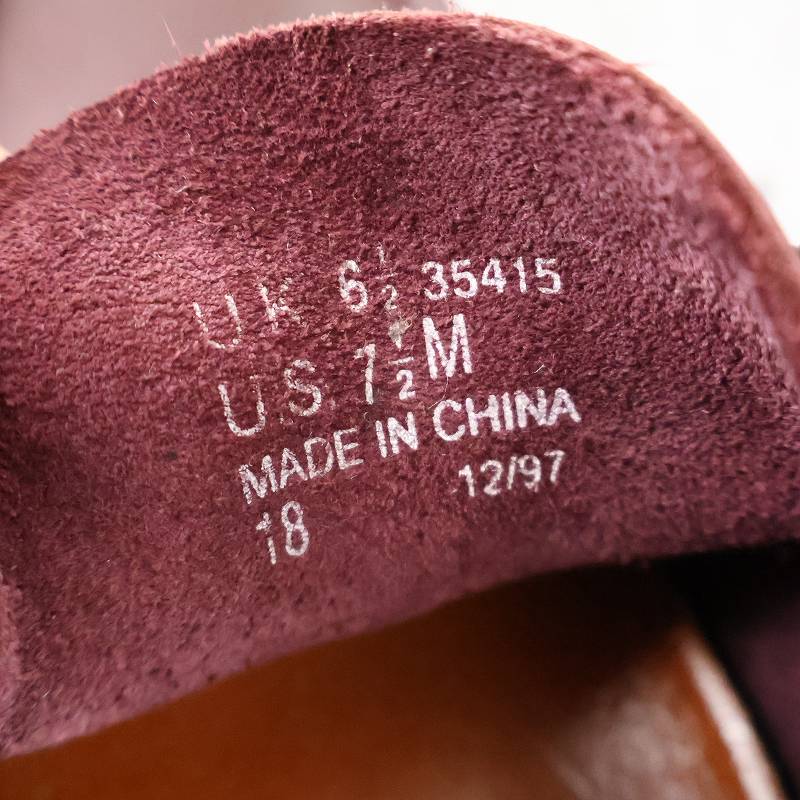 UK 6½ 35415
US 7½ M
MADE IN CHINA
18 12/97